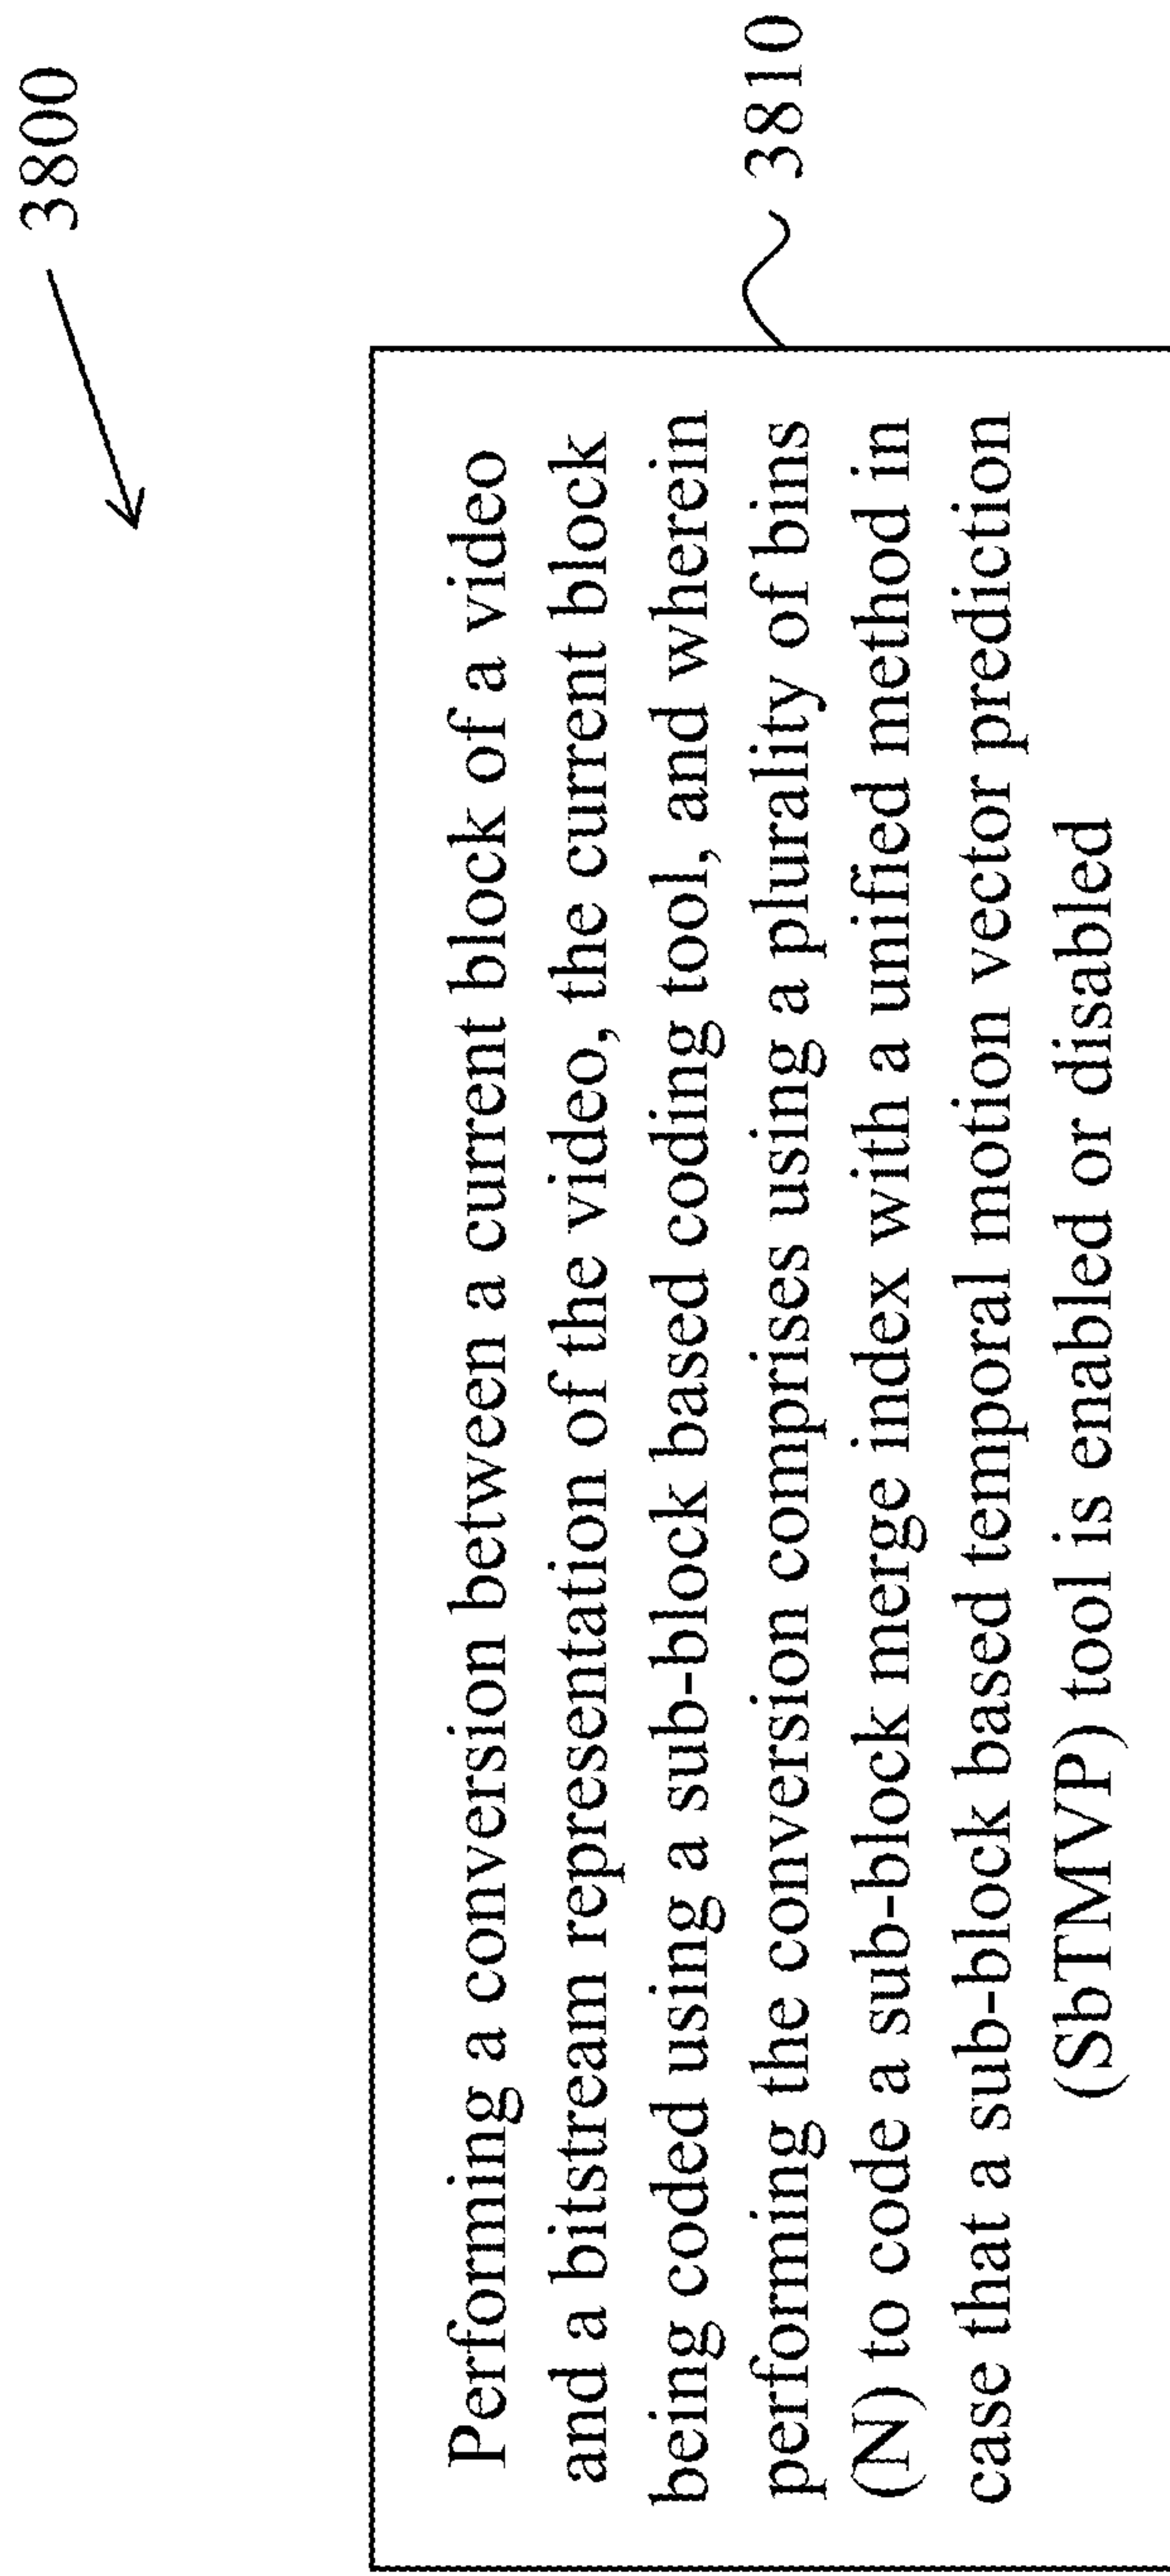 3800
Performing a conversion between a current block of a video
and a bitstream representation of the video, the current block
being coded using a sub-block based coding tool, and wherein
performing the conversion comprises using a plurality of bins
(N) to code a sub-block merge index with a unified method in
case that a sub-block based temporal motion vector prediction
(SbTMVP) tool is enabled or disabled
3810